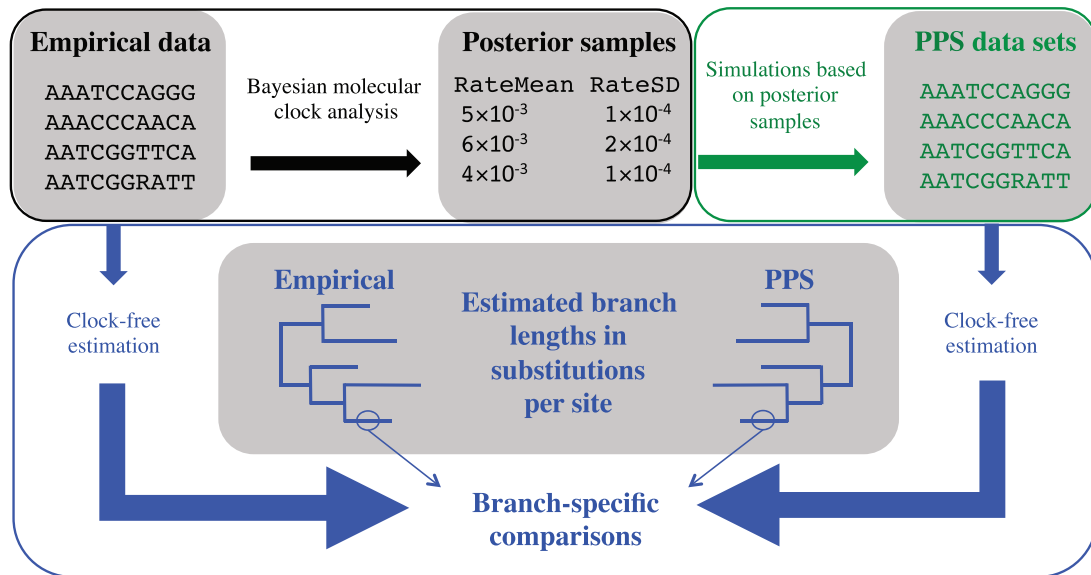 Empirical data
AAATCCAGGG
AAACCCAACA
AATCGGTTCA
AATCGGRATT
Bayesian molecular
clock analysis
Posterior samples
RateMean RateSD
5×10⁻³ 1×10⁻⁴
6×10⁻³ 2×10⁻⁴
4×10⁻³ 1×10⁻⁴
Simulations based
on posterior
samples
PPS data sets
AAATCCAGGG
AAACCCAACA
AATCGGTTCA
AATCGGRATT
Clock-free
estimation
Empirical
Estimated branch
lengths in
substitutions
per site
PPS
Clock-free
estimation
Branch-specific
comparisons